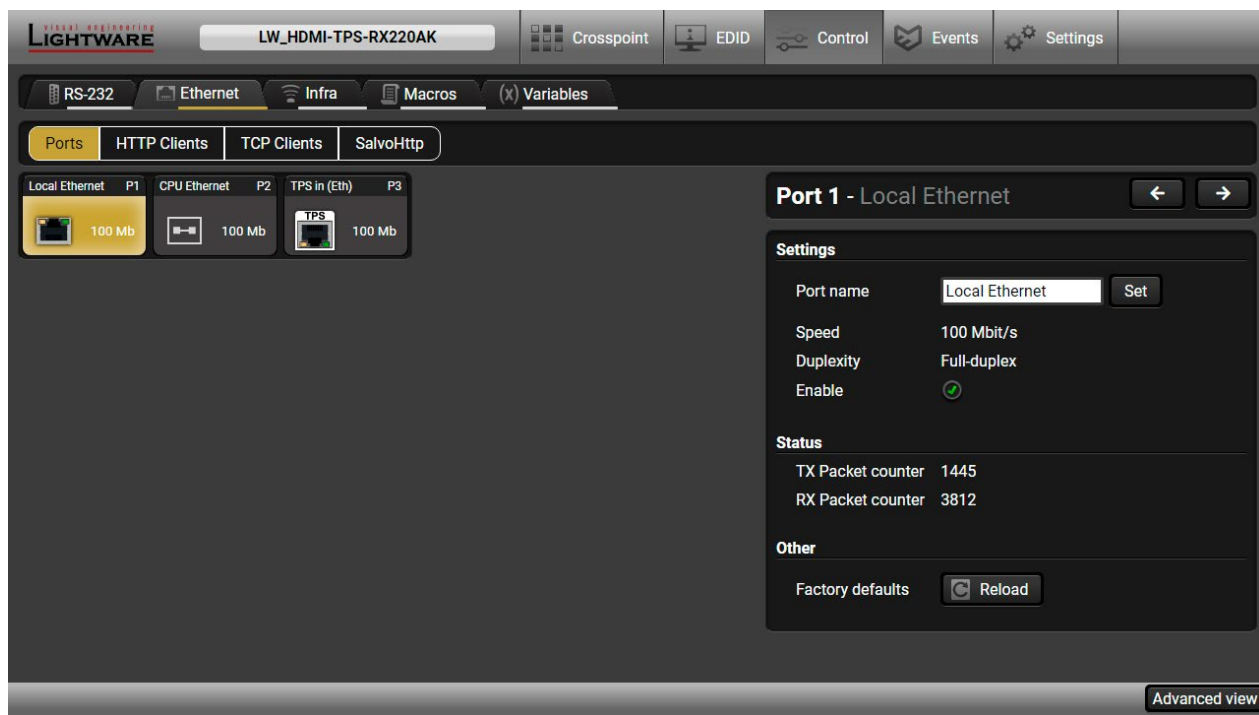 visual engineering
LIGHTWARE
LW_HDMI-TPS-RX220AK
Crosspoint
EDID
Control
Events
Settings
RS-232
Ethernet
Infra
Macros
(x) Variables
Ports
HTTP Clients
TCP Clients
SalvoHttp
Local Ethernet P1
100 Mb
CPU Ethernet P2
100 Mb
TPS in (Eth) P3
TPS
100 Mb
Port 1 - Local Ethernet
Settings
Port name Local Ethernet Set
Speed 100 Mbit/s
Duplexity Full-duplex
Enable
Status
TX Packet counter 1445
RX Packet counter 3812
Other
Factory defaults Reload
Advanced view